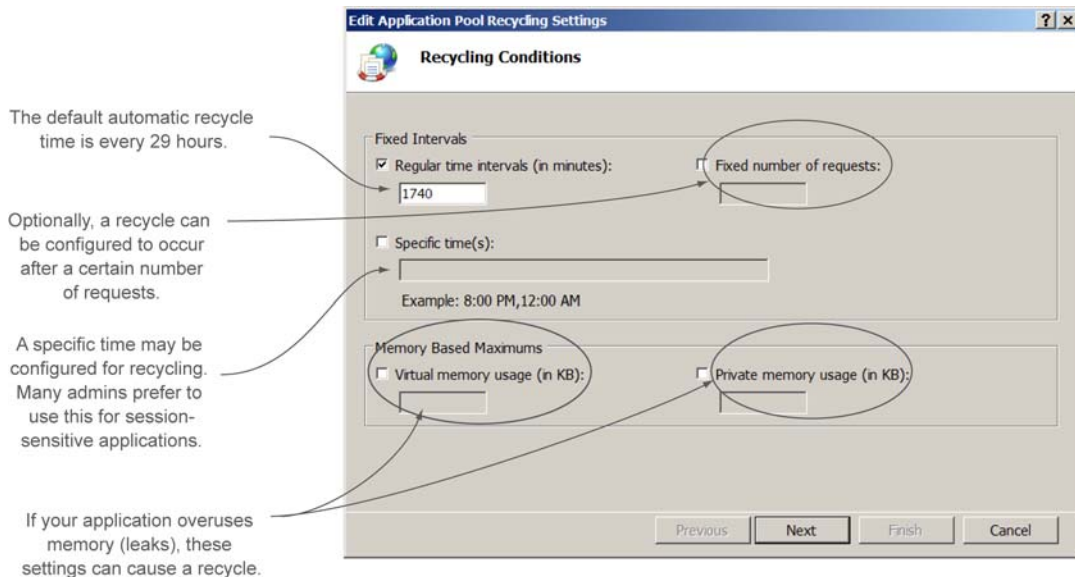 Edit Application Pool Recycling Settings
Recycling Conditions
The default automatic recycle
time is every 29 hours.
Optionally, a recycle can
be configured to occur
after a certain number
of requests.
A specific time may be
configured for recycling.
Many admins prefer to
use this for session-
sensitive applications.
If your application overuses
memory (leaks), these
settings can cause a recycle.
Fixed Intervals
Regular time intervals (in minutes):
1740
Fixed number of requests:
Specific time(s):
Example: 8:00 PM,12:00 AM
Memory Based Maximums
Virtual memory usage (in KB):
Private memory usage (in KB):
Previous
Next
Finish
Cancel